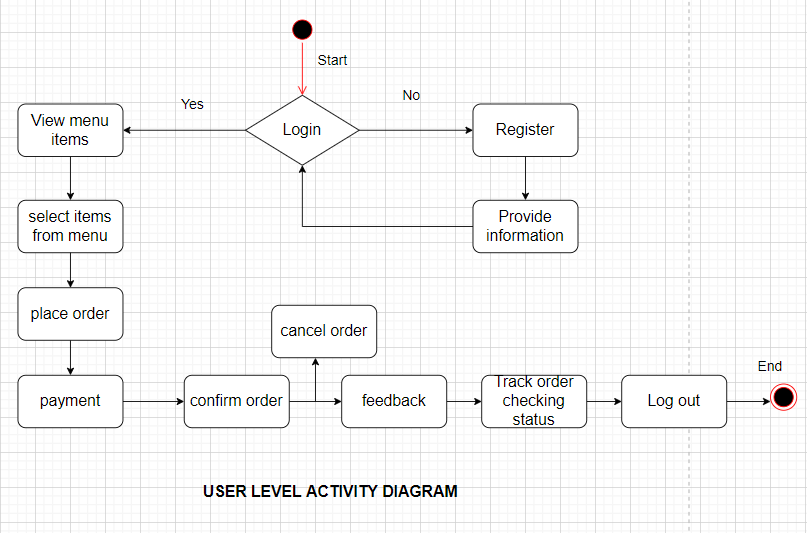 Start
Yes
No
View menu
items
Login
Register
select items
from menu
Provide
information
place order
cancel order
End
payment
confirm order
feedback
Track order
checking
status
Log out
USER LEVEL ACTIVITY DIAGRAM